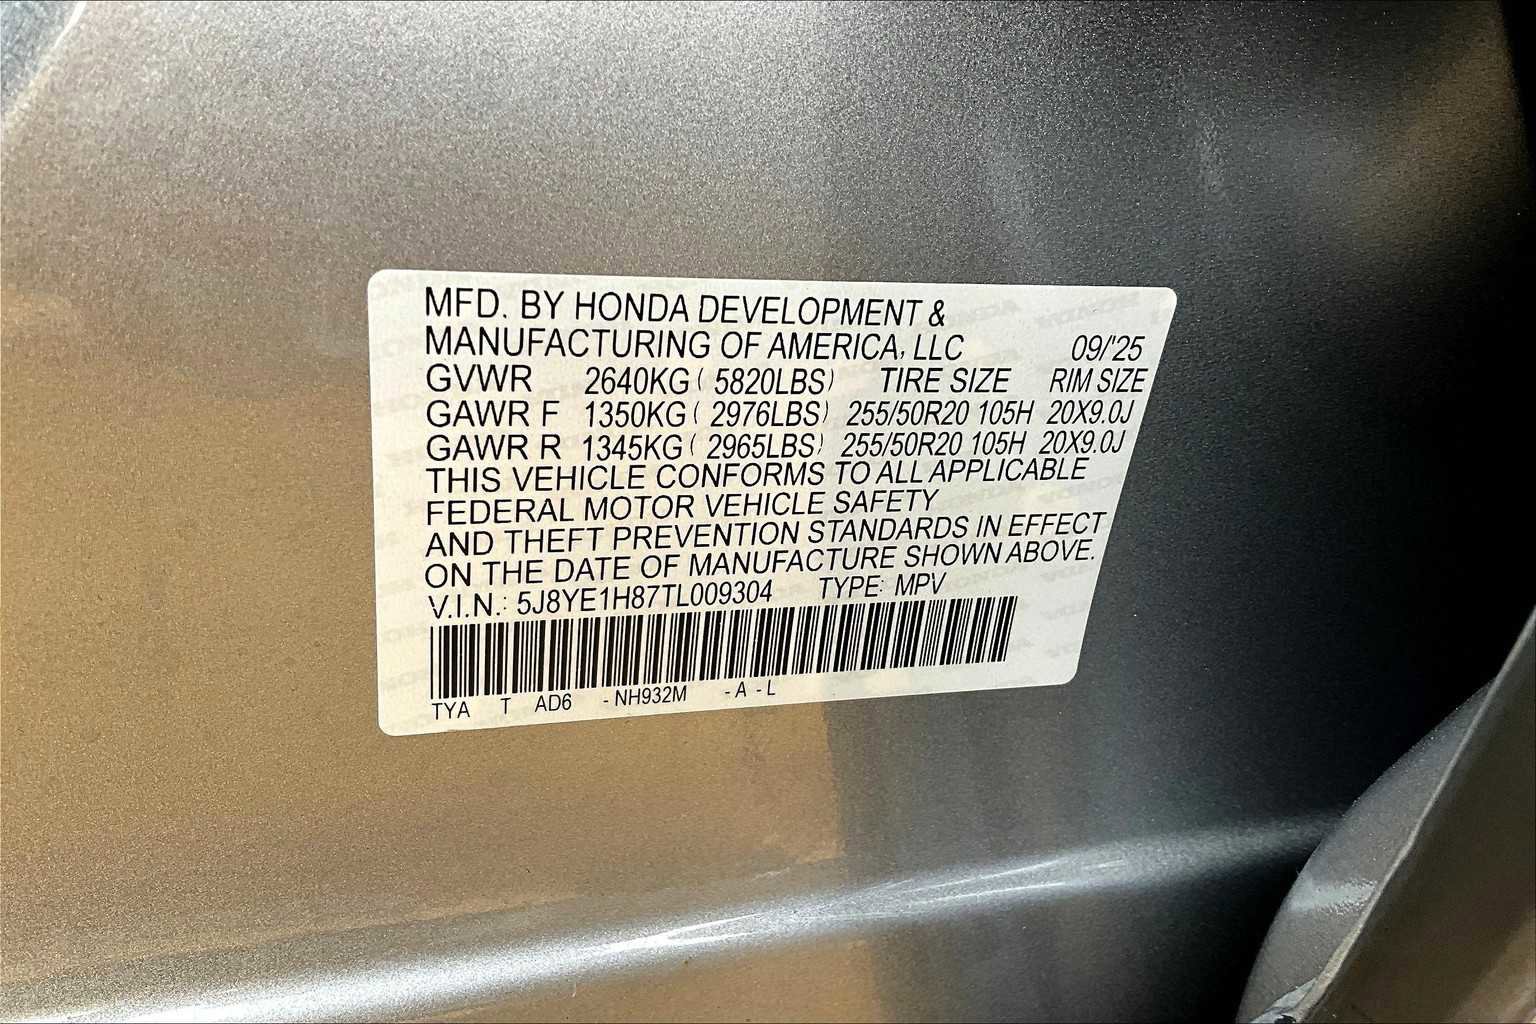 MFD. BY HONDA DEVELOPMENT &
MANUFACTURING OF AMERICA, LLC 09/'25
GVWR 2640KG ( 5820LBS) TIRE SIZE RIM SIZE
GAWR F 1350KG ( 2976LBS) 255/50R20 105H 20X9.0J
GAWR R 1345KG ( 2965LBS) 255/50R20 105H 20X9.0J
THIS VEHICLE CONFORMS TO ALL APPLICABLE
FEDERAL MOTOR VEHICLE SAFETY
AND THEFT PREVENTION STANDARDS IN EFFECT
ON THE DATE OF MANUFACTURE SHOWN ABOVE.
V.I.N.: 5J8YE1H87TL009304 TYPE: MPV
TYA T AD6 - NH932M - A - L